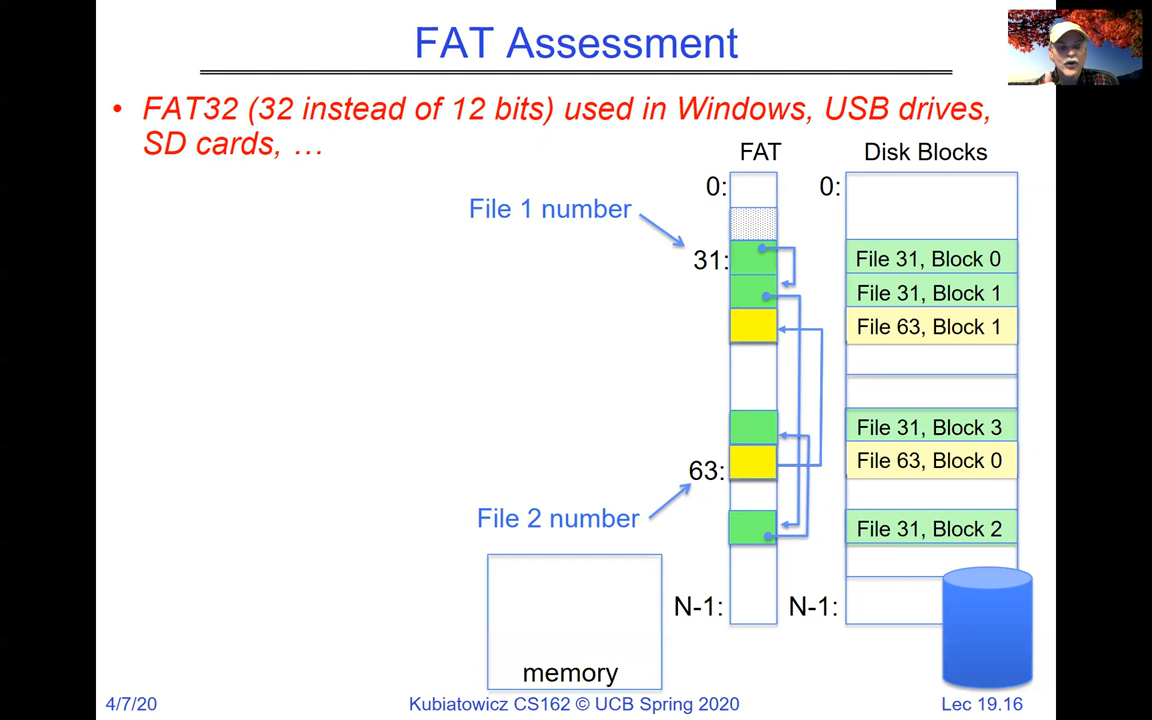 FAT Assessment
• FAT32 (32 instead of 12 bits) used in Windows, USB drives,
SD cards, …
FAT
Disk Blocks
0:
0:
File 1 number
31:
File 31, Block 0
File 31, Block 1
File 63, Block 1
File 31, Block 3
63:
File 63, Block 0
File 2 number
File 31, Block 2
N-1:
N-1:
memory
4/7/20
Kubiatowicz CS162 © UCB Spring 2020
Lec 19.16